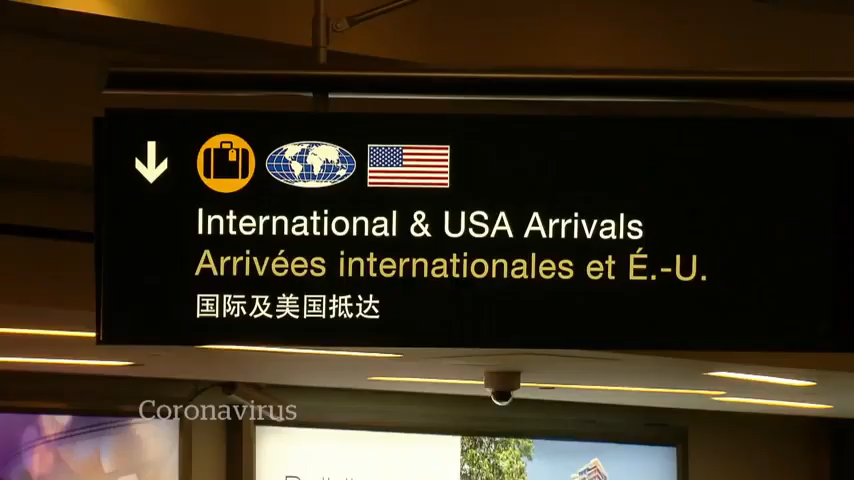 International & USA Arrivals
Arrivées internationales et É.-U.
国际及美国抵达
Coronavirus